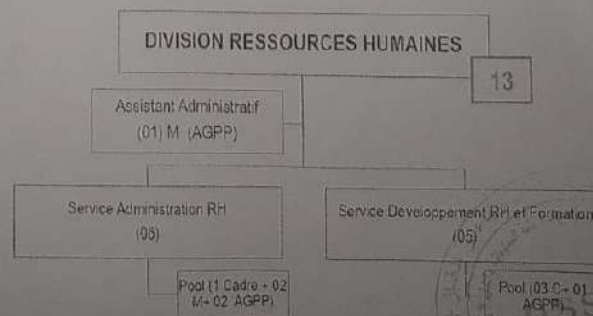 DIVISION RESSOURCES HUMAINES
13
Assistant Administratif
(01) M (AGPP)
Service Administration RH
(06)
Service Développement RH et Formation
(05)
Pool (1 Cadre + 02
M+ 02 AGPP)
Pool (03 C+ 01
AGPP)